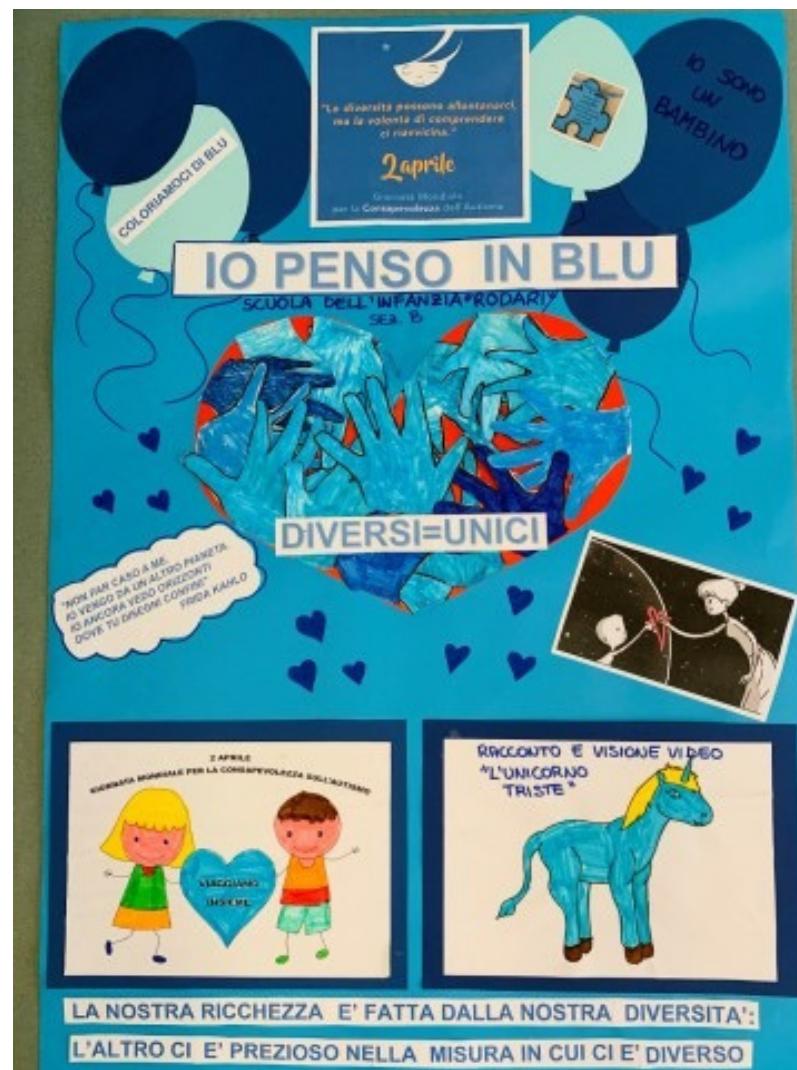 "Le diversità possono allontanarci,
ma la volontà di comprendere
ci riavvicina."
2 aprile
Giornata Mondiale
per la Consapevolezza dell'Autismo
IO SONO
UN
BAMBINO
COLORIAMOCI DI BLU
IO PENSO IN BLU
SCUOLA DELL'INFANZIA "RODARI"
SEZ. B
DIVERSI=UNICI
"NON FAR CASO A ME.
IO VENGO DA UN ALTRO PIANETA
IO ANCORA VEDO ORIZZONTI
DOVE TU DISEGNI CONFINI"
FRIDA KAHLO
2 APRILE
GIORNATA MONDIALE PER LA CONSAPEVOLEZZA SULL'AUTISMO
VIAGGIAMO
INSIEME
RACCONTO E VISIONE VIDEO
"L'UNICORNO
TRISTE"
LA NOSTRA RICCHEZZA E' FATTA DALLA NOSTRA DIVERSITA':
L'ALTRO CI E' PREZIOSO NELLA MISURA IN CUI CI E' DIVERSO